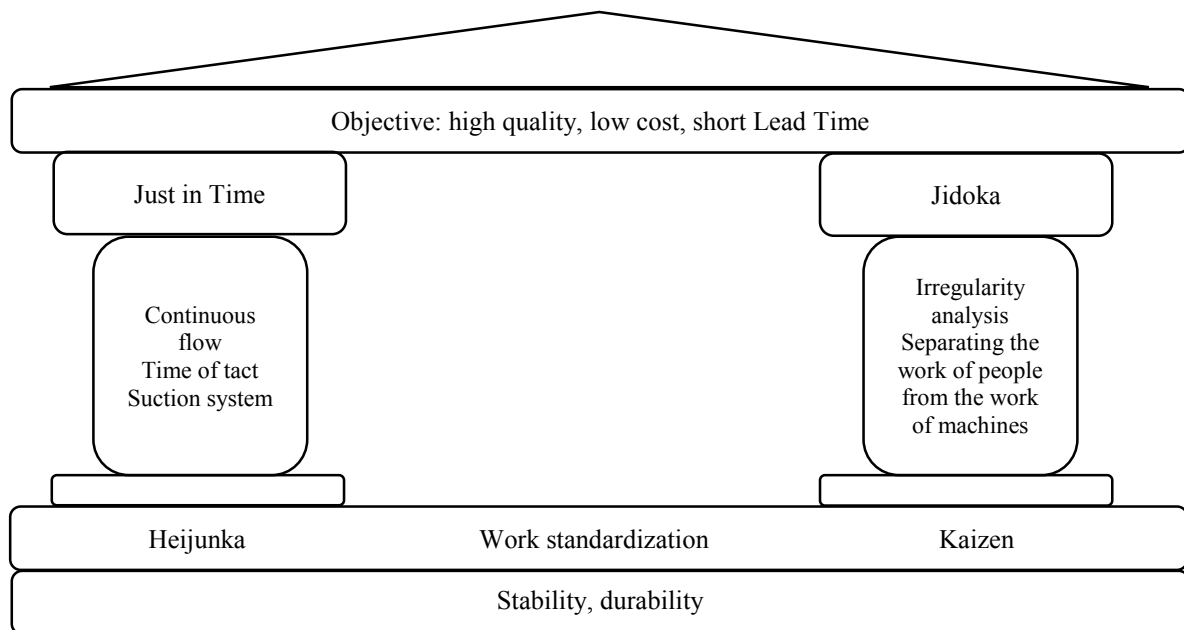 Objective: high quality, low cost, short Lead Time
Just in Time
Jidoka
Continuous
flow
Time of tact
Suction system
Irregularity
analysis
Separating the
work of people
from the work
of machines
Heijunka
Work standardization
Kaizen
Stability, durability